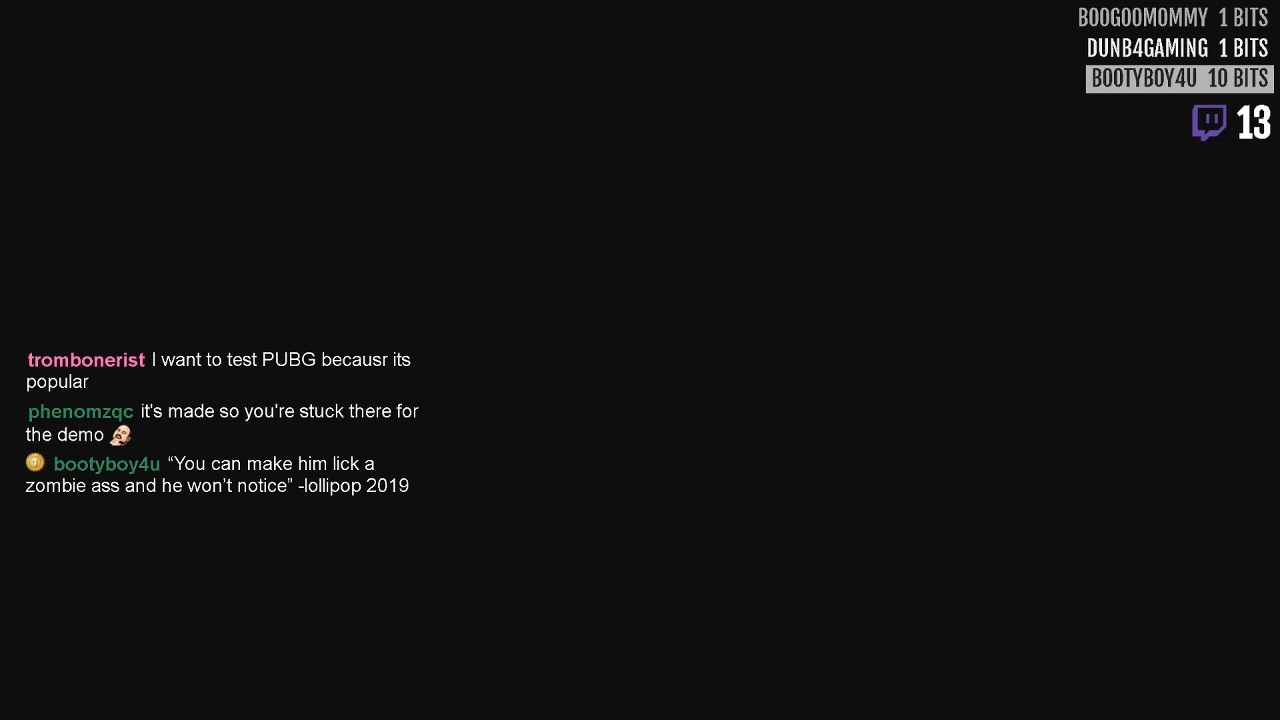 BOOGOOMOMMY 1 BITS
DUNB4GAMING 1 BITS
BOOTYBOY4U 10 BITS
13
trombonerist I want to test PUBG becausr its
popular
phenomzqc it's made so you're stuck there for
the demo
bootyboy4u “You can make him lick a
zombie ass and he won’t notice” -lollipop 2019